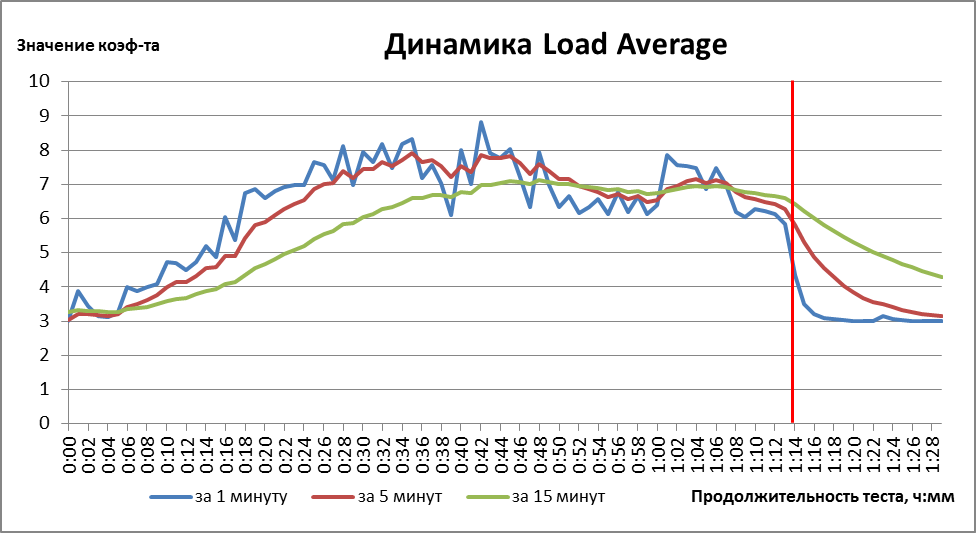 Значение коэф-та
Динамика Load Average
10
9
8
7
6
5
4
3
2
1
0
0:00 0:02 0:04 0:06 0:08 0:10 0:12 0:14 0:16 0:18 0:20 0:22 0:24 0:26 0:28 0:30 0:32 0:34 0:36 0:38 0:40 0:42 0:44 0:46 0:48 0:50 0:52 0:54 0:56 0:58 1:00 1:02 1:04 1:06 1:08 1:10 1:12 1:14 1:16 1:18 1:20 1:22 1:24 1:26 1:28
за 1 минуту за 5 минут за 15 минут Продолжительность теста, ч:мм